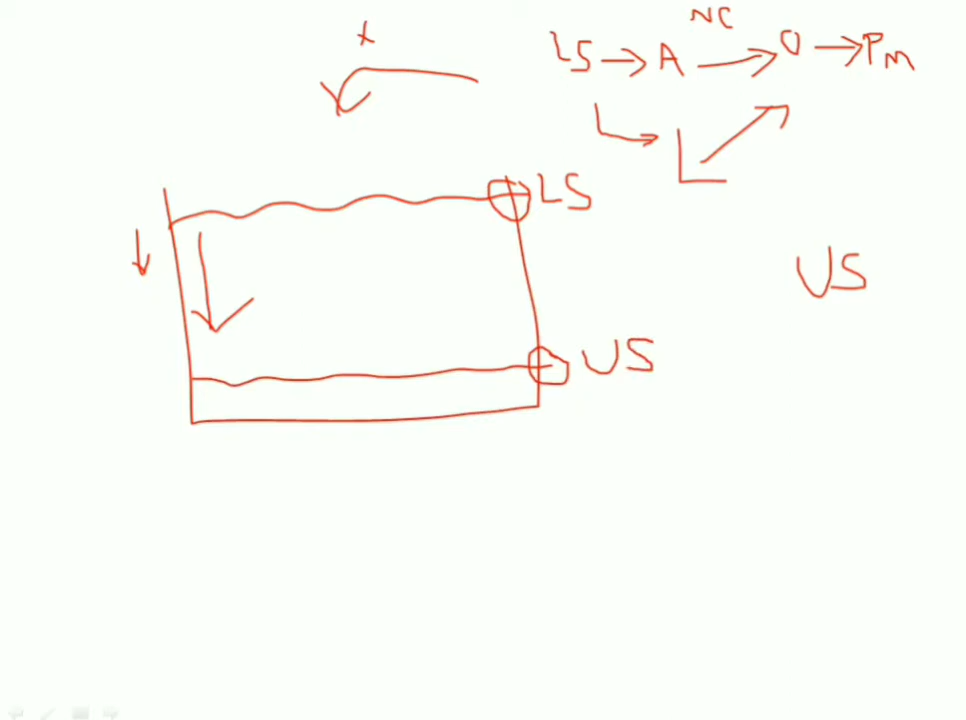 NC
x
LS → A → O → PM
L
LS
US
US